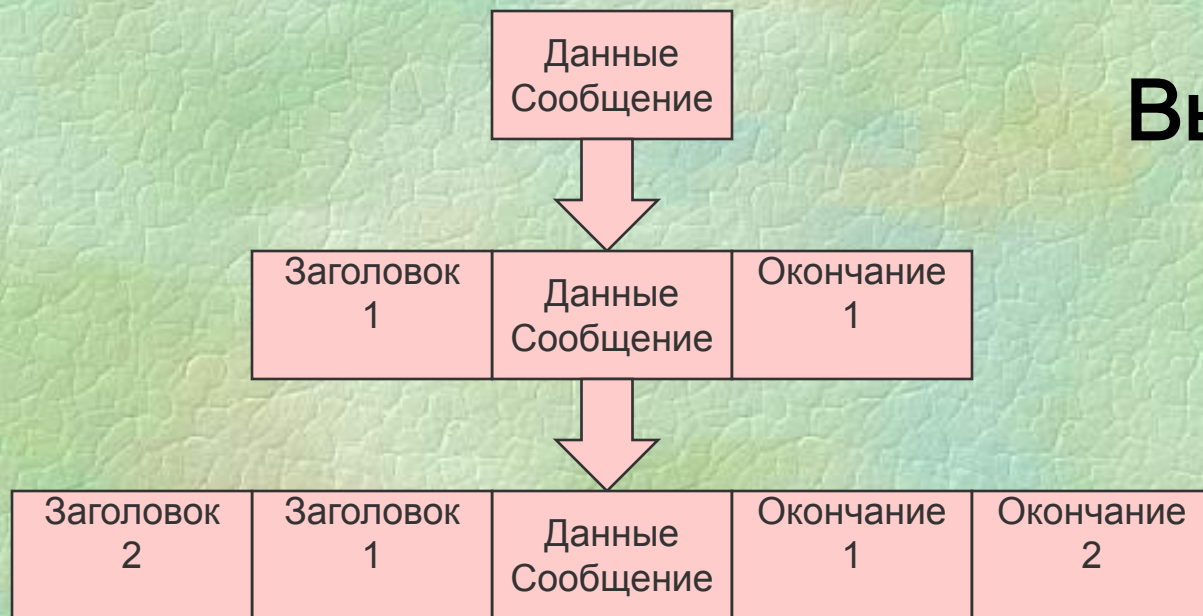 Данные
Сообщение
Заголовок
1
Данные
Сообщение
Окончание
1
Заголовок
2
Заголовок
1
Данные
Сообщение
Окончание
1
Окончание
2